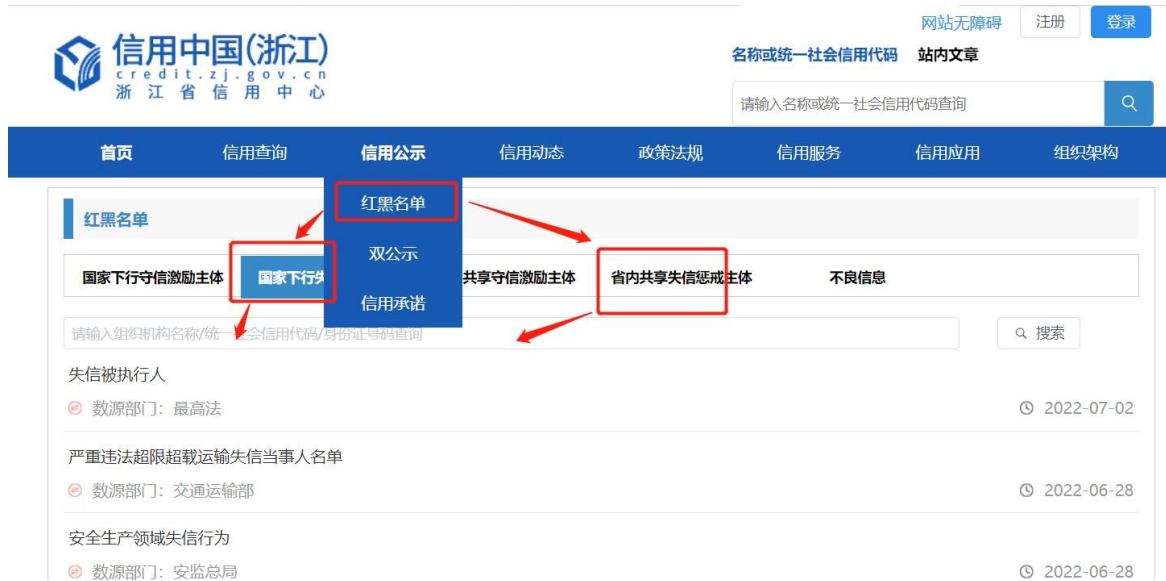 网站无障碍 注册 登录
信用中国(浙江)
credit.zj.gov.cn
浙江省信用中心
名称或统一社会信用代码 站内文章
请输入名称或统一社会信用代码查询
首页 信用查询 信用公示 信用动态 政策法规 信用服务 信用应用 组织架构
红黑名单
双公示
信用承诺
红黑名单
国家下行守信激励主体 国家下行失 共享守信激励主体 省内共享失信惩戒主体 不良信息
请输入组织机构名称/统一社会信用代码/身份证号码查询 搜索
失信被执行人
数源部门：最高法 2022-07-02
严重违法超限超载运输失信当事人名单
数源部门：交通运输部 2022-06-28
安全生产领域失信行为
数源部门：安监总局 2022-06-28